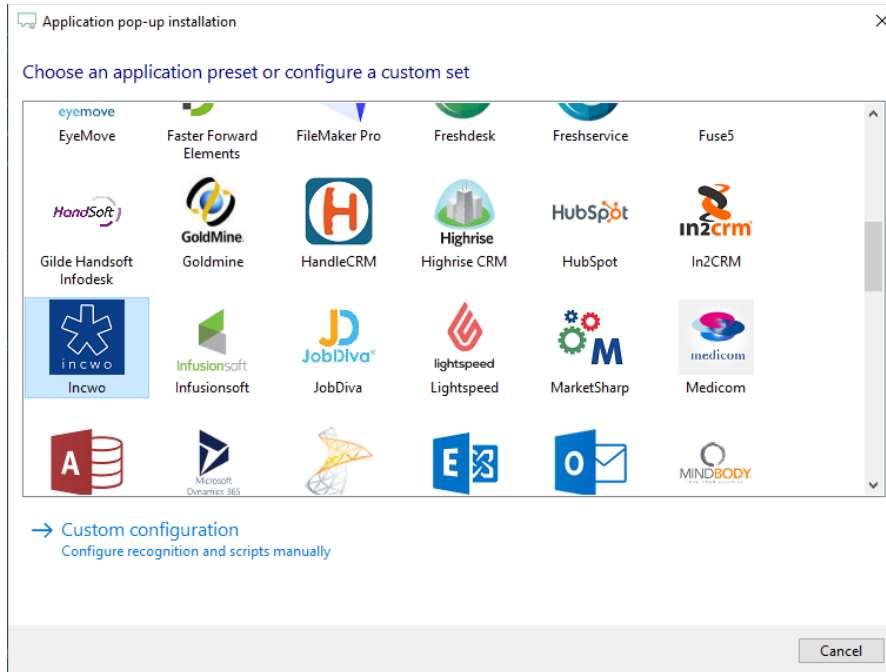 Application pop-up installation
Choose an application preset or configure a custom set
eyemove
EyeMove
Faster Forward
Elements
FileMaker Pro
Freshdesk
Freshservice
Fuse5
HandSoft
Gilde Handsoft
Infodesk
GoldMine
Goldmine
H
HandleCRM
Highrise
Highrise CRM
HubSpot
HubSpot
in2crm
In2CRM
incwo
Incwo
Infusionsoft
Infusionsoft
JD
JobDiva
JobDiva
lightspeed
Lightspeed
M
MarketSharp
medicom
Medicom
A
Microsoft
Dynamics 365
E
O
MINDBODY
Custom configuration
Configure recognition and scripts manually
Cancel